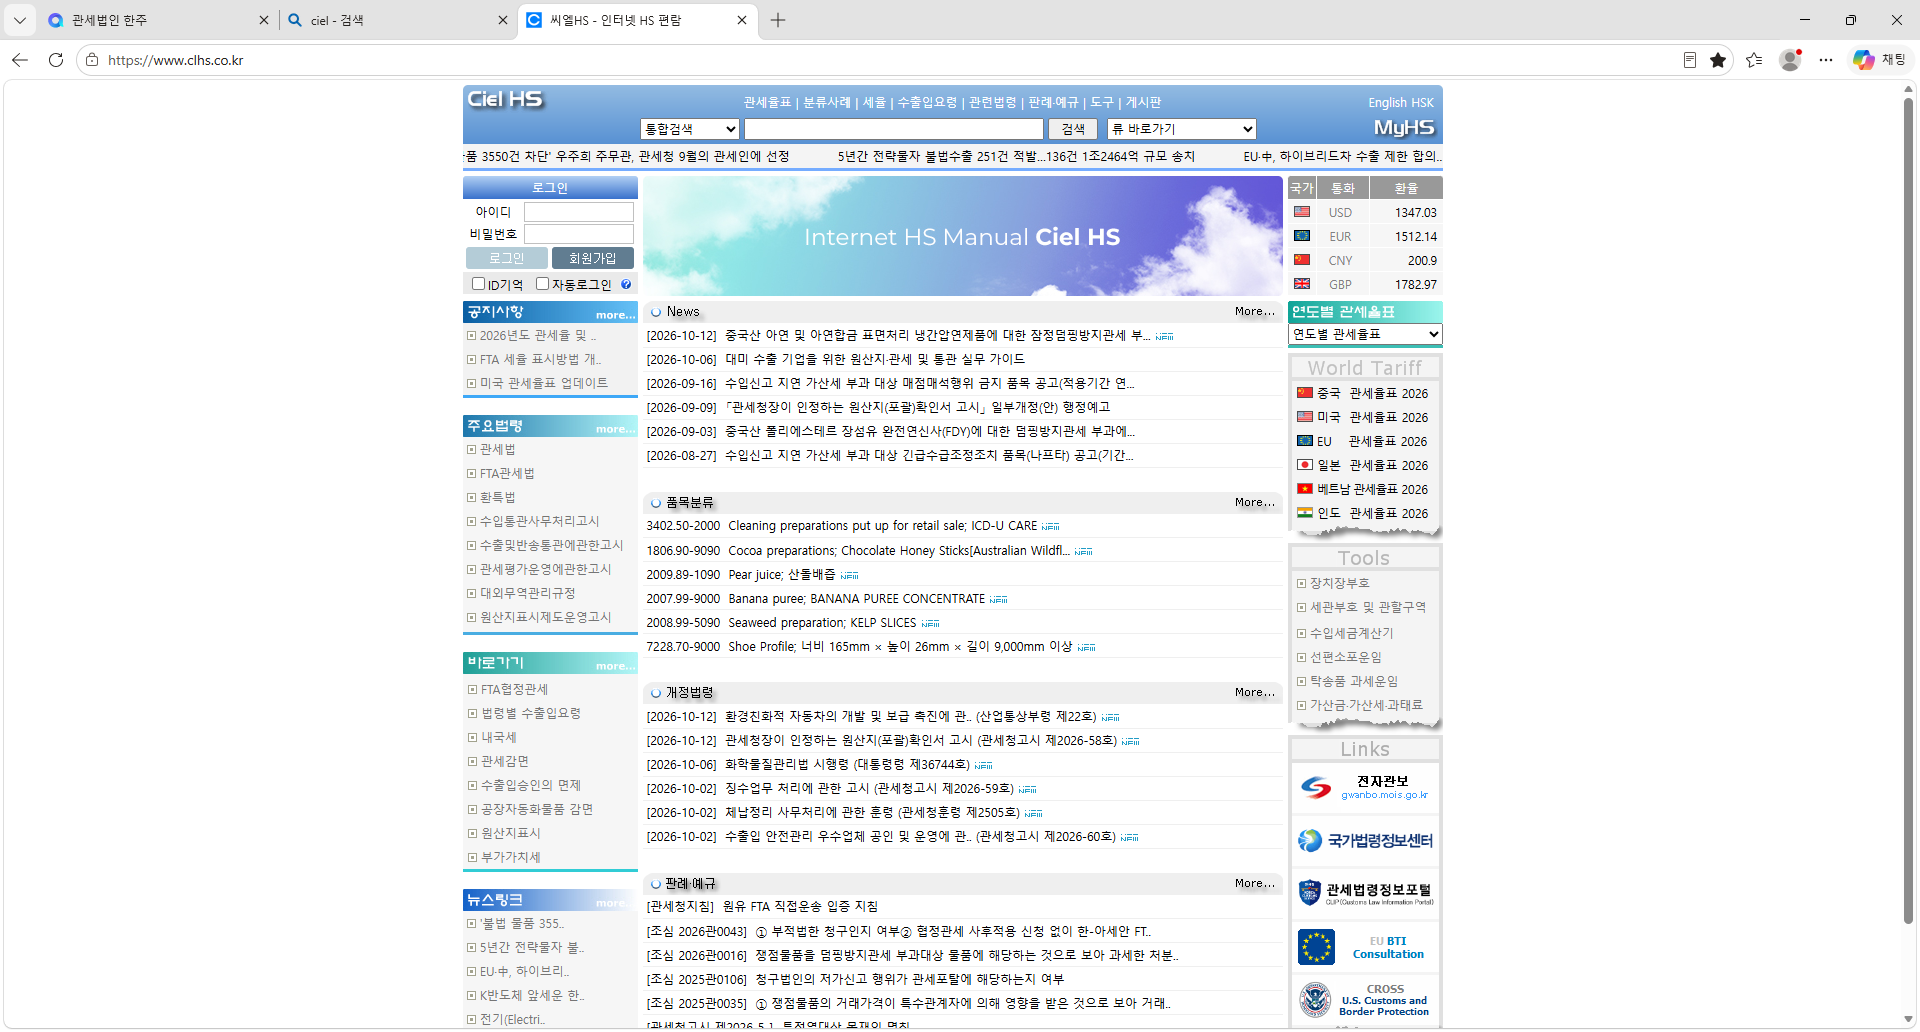 관세법인 한주
ciel - 검색
씨엘HS - 인터넷 HS 편람
https://www.clhs.co.kr
채팅
Ciel HS
관세율표 | 분류사례 | 세율 | 수출입요령 | 관련법령 | 판례·예규 | 도구 | 게시판
English HSK
통합검색
검색
류 바로가기
MyHS
품 3550건 차단' 우주희 주무관, 관세청 9월의 관세인에 선정
5년간 전략물자 불법수출 251건 적발...136건 1조2464억 규모 송치
EU·中, 하이브리드차 수출 제한 합의..
로그인
아이디
비밀번호
로그인
회원가입
ID기억
자동로그인
Internet HS Manual Ciel HS
국가 통화 환율
USD 1347.03
EUR 1512.14
CNY 200.9
GBP 1782.97
공지사항
more...
2026년도 관세율 및 ..
FTA 세율 표시방법 개..
미국 관세율표 업데이트
주요법령
more...
관세법
FTA관세법
환특법
수입통관사무처리고시
수출및반송통관에관한고시
관세평가운영에관한고시
대외무역관리규정
원산지표시제도운영고시
바로가기
more...
FTA협정관세
법령별 수출입요령
내국세
관세감면
수출입승인의 면제
공장자동화물품 감면
원산지표시
부가가치세
뉴스링크
more...
'불법 물품 355..
5년간 전략물자 불..
EU·中, 하이브리..
K반도체 앞세운 한..
전기(Electri..
News
More...
[2026-10-12] 중국산 아연 및 아연합금 표면처리 냉간압연제품에 대한 잠정덤핑방지관세 부... NEW
[2026-10-06] 대미 수출 기업을 위한 원산지·관세 및 통관 실무 가이드
[2026-09-16] 수입신고 지연 가산세 부과 대상 매점매석행위 금지 품목 공고(적용기간 연...
[2026-09-09] 「관세청장이 인정하는 원산지(포괄)확인서 고시」 일부개정(안) 행정예고
[2026-09-03] 중국산 폴리에스테르 장섬유 완전연신사(FDY)에 대한 덤핑방지관세 부과에...
[2026-08-27] 수입신고 지연 가산세 부과 대상 긴급수급조정조치 품목(나프타) 공고(기간...
품목분류
More...
3402.50-2000 Cleaning preparations put up for retail sale; ICD-U CARE NEW
1806.90-9090 Cocoa preparations; Chocolate Honey Sticks[Australian Wildfl... NEW
2009.89-1090 Pear juice; 산돌배즙 NEW
2007.99-9000 Banana puree; BANANA PUREE CONCENTRATE NEW
2008.99-5090 Seaweed preparation; KELP SLICES NEW
7228.70-9000 Shoe Profile; 너비 165mm × 높이 26mm × 길이 9,000mm 이상 NEW
개정법령
More...
[2026-10-12] 환경친화적 자동차의 개발 및 보급 촉진에 관.. (산업통상부령 제22호) NEW
[2026-10-12] 관세청장이 인정하는 원산지(포괄)확인서 고시 (관세청고시 제2026-58호) NEW
[2026-10-06] 화학물질관리법 시행령 (대통령령 제36744호) NEW
[2026-10-02] 징수업무 처리에 관한 고시 (관세청고시 제2026-59호) NEW
[2026-10-02] 체납정리 사무처리에 관한 훈령 (관세청훈령 제2505호) NEW
[2026-10-02] 수출입 안전관리 우수업체 공인 및 운영에 관.. (관세청고시 제2026-60호) NEW
판례·예규
More...
[관세청지침] 원유 FTA 직접운송 입증 지침
[조심 2026관0043] ① 부적법한 청구인지 여부② 협정관세 사후적용 신청 없이 한-아세안 FT..
[조심 2026관0016] 쟁점물품을 덤핑방지관세 부과대상 물품에 해당하는 것으로 보아 과세한 처분..
[조심 2025관0106] 청구법인의 저가신고 행위가 관세포탈에 해당하는지 여부
[조심 2025관0035] ① 쟁점물품의 거래가격이 특수관계자에 의해 영향을 받은 것으로 보아 거래..
연도별 관세율표
연도별 관세율표
World Tariff
중국 관세율표 2026
미국 관세율표 2026
EU 관세율표 2026
일본 관세율표 2026
베트남 관세율표 2026
인도 관세율표 2026
Tools
장치장부호
세관부호 및 관할구역
수입세금계산기
선편소포운임
탁송품 과세운임
가산금·가산세·과태료
Links
전자관보
gwanbo.mois.go.kr
국가법령정보센터
관세법령정보포털
CLIP(Customs Law Information Portal)
EU BTI
Consultation
CROSS
U.S. Customs and
Border Protection